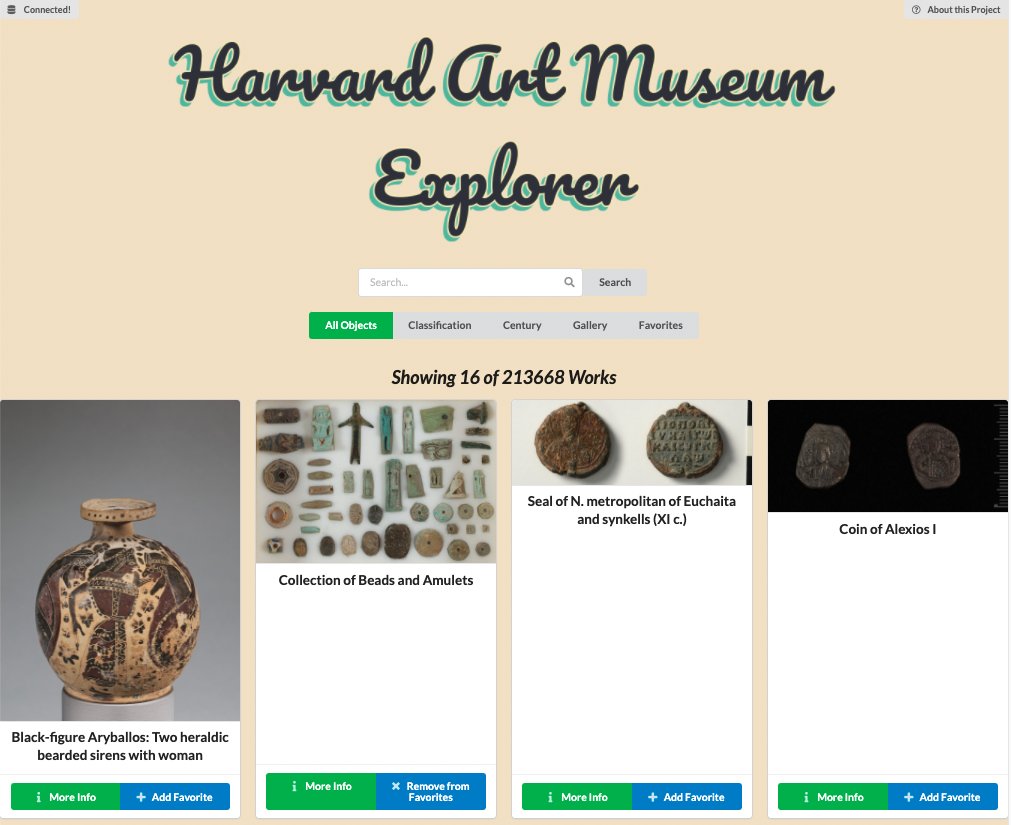 Connected!
About this Project
Harvard Art Museum
Explorer
Search...
Search
All Objects
Classification
Century
Gallery
Favorites
Showing 16 of 213668 Works
Black-figure Aryballos: Two heraldic
bearded sirens with woman
More Info
Add Favorite
Collection of Beads and Amulets
More Info
Remove from
Favorites
Seal of N. metropolitan of Euchaita
and synkells (XI c.)
More Info
Add Favorite
Coin of Alexios I
More Info
Add Favorite